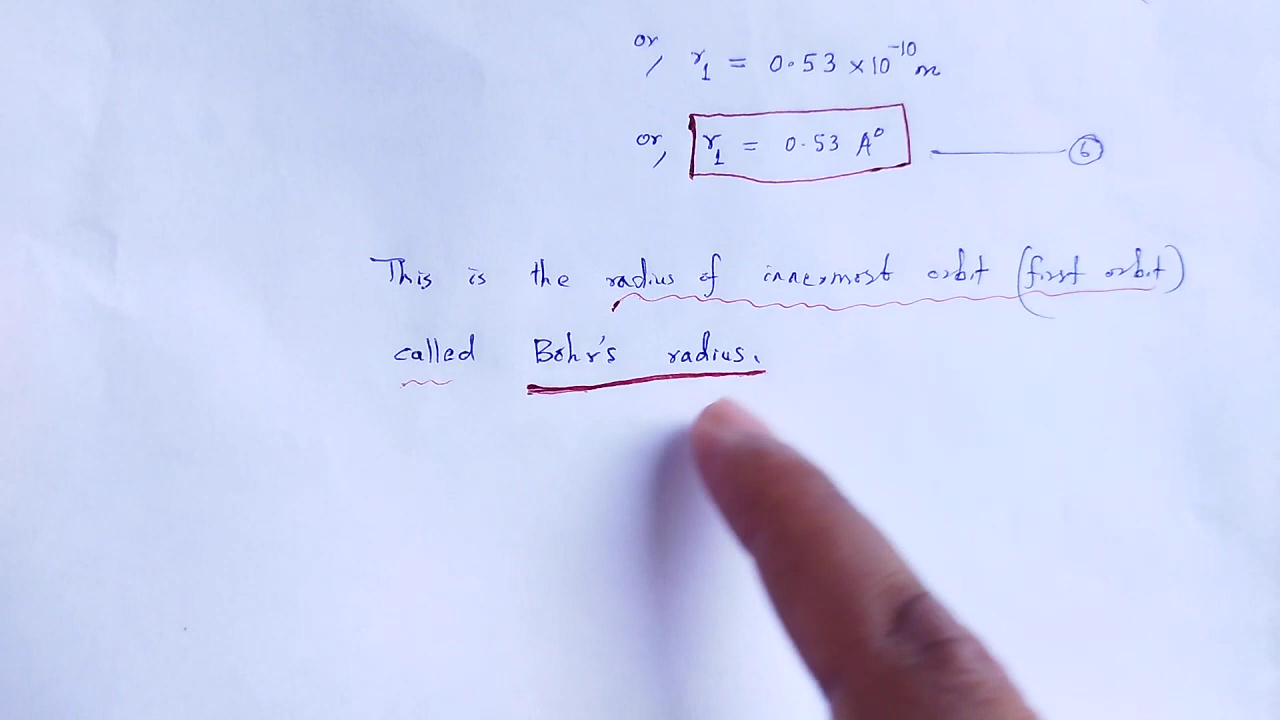 or, r₁ = 0.53 ×10⁻¹⁰ m
or, r₁ = 0.53 A° ——— ⑥
This is the radius of innermost orbit (first orbit)
called Bohr's radius.